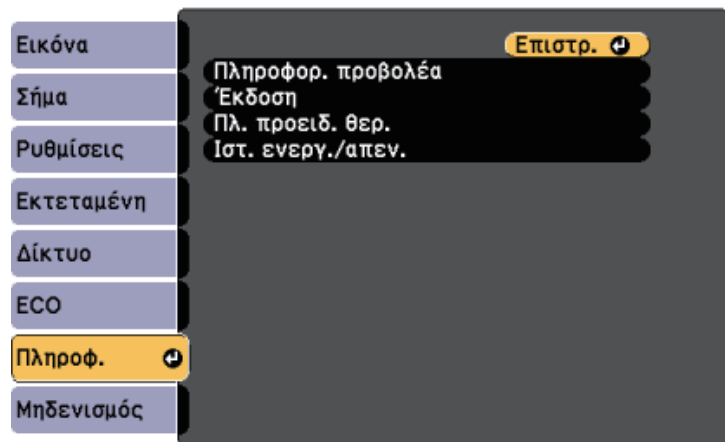 Εικόνα
Σήμα
Ρυθμίσεις
Εκτεταμένη
Δίκτυο
ECO
Πληροφ.
Μηδενισμός
Επιστρ.
Πληροφορ. προβολέα
Έκδοση
Πλ. προειδ. θερ.
Ιστ. ενεργ./απεν.